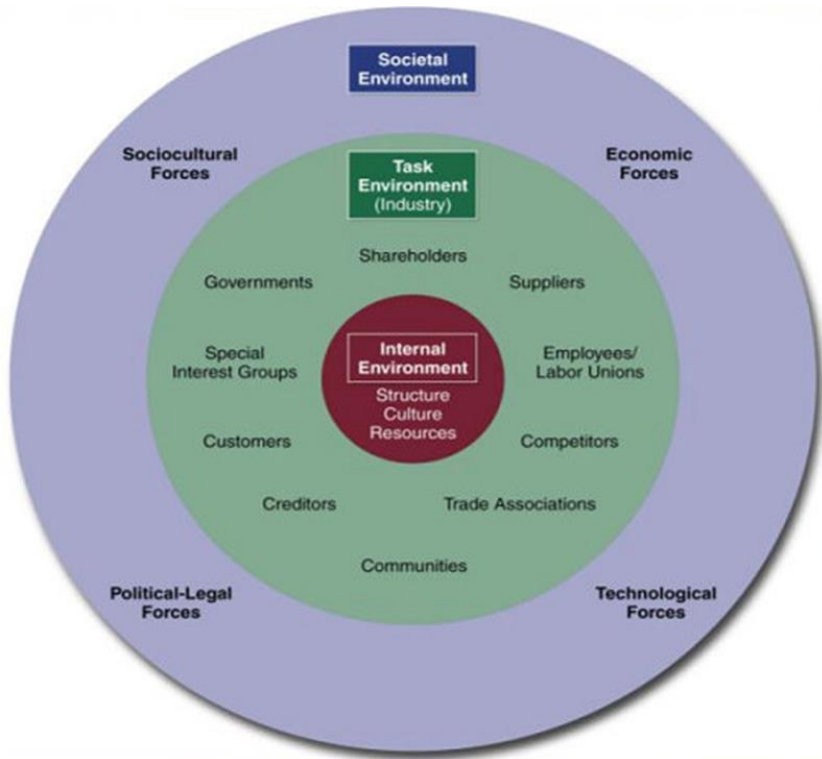 Societal
Environment
Sociocultural
Forces
Economic
Forces
Task
Environment
(Industry)
Shareholders
Governments
Suppliers
Special
Interest Groups
Internal
Environment
Structure
Culture
Resources
Employees/
Labor Unions
Customers
Competitors
Creditors
Trade Associations
Communities
Political-Legal
Forces
Technological
Forces